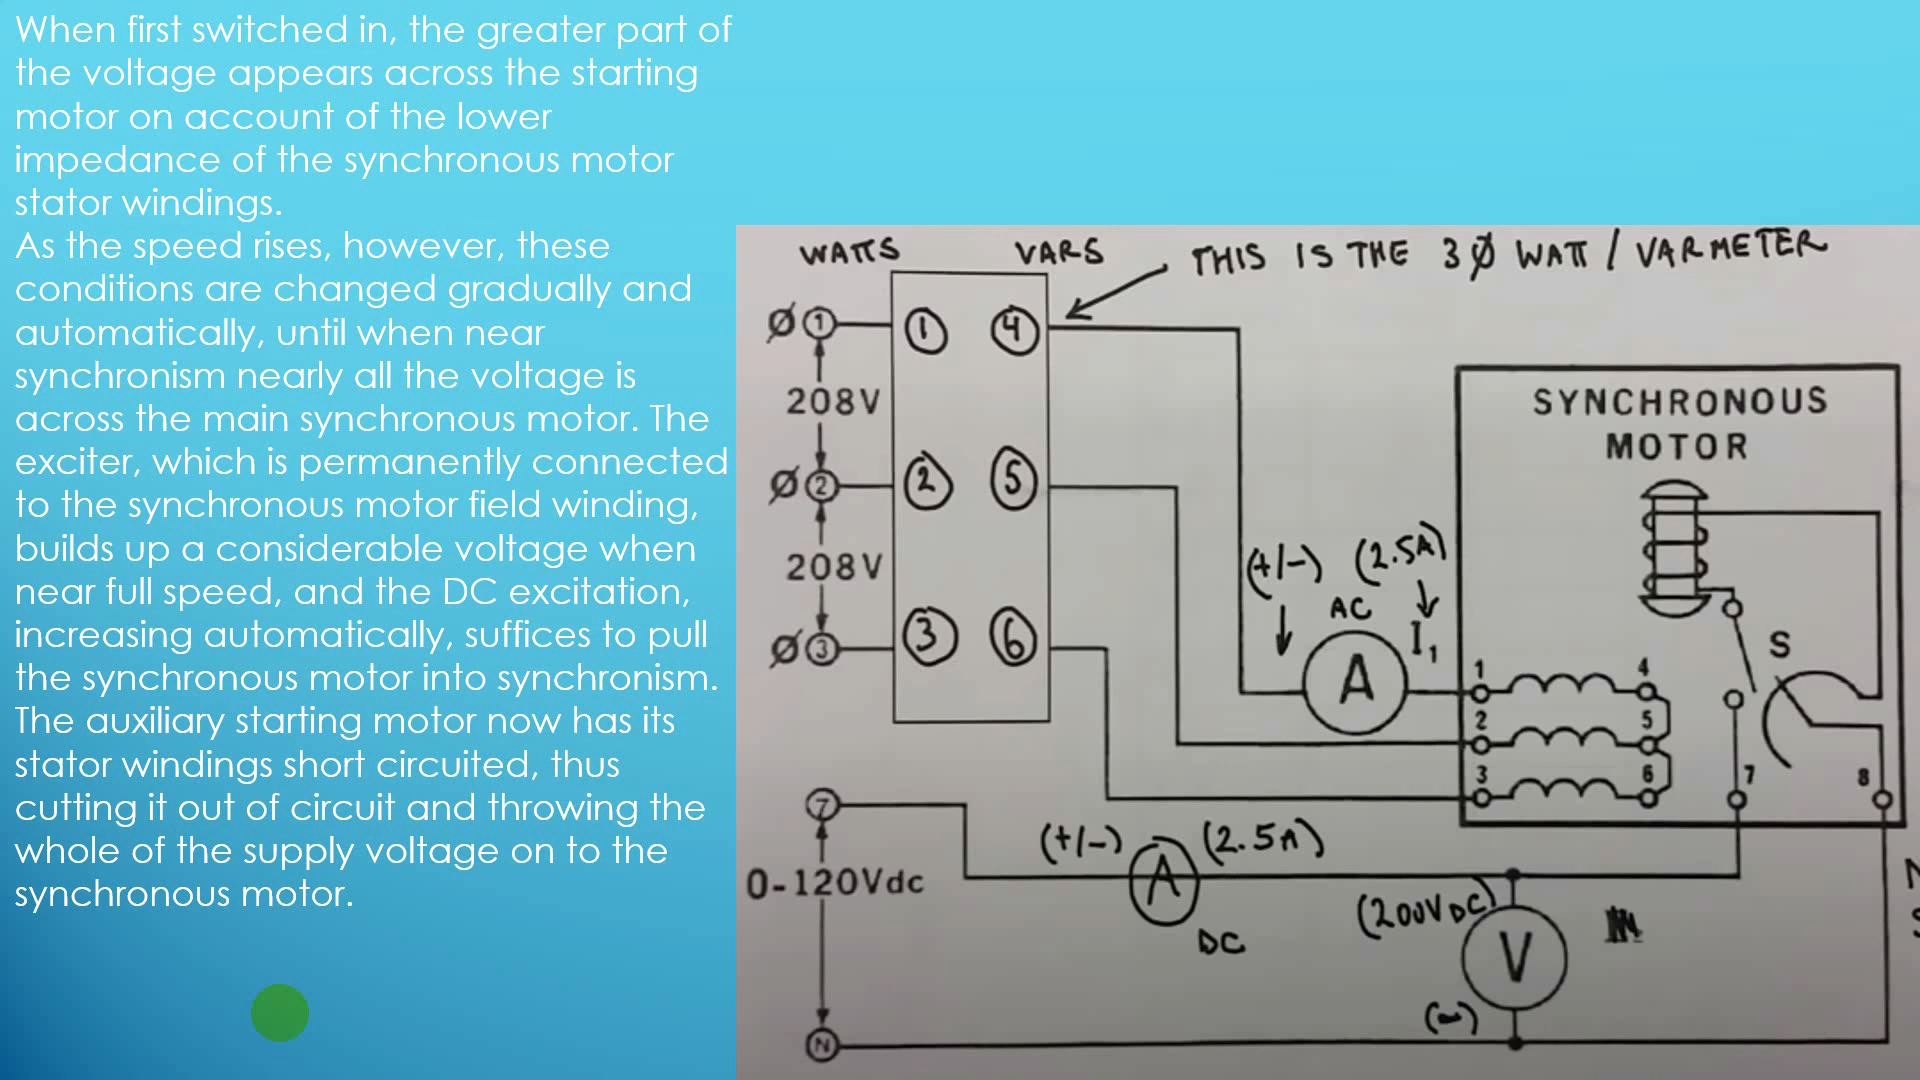 When first switched in, the greater part of
the voltage appears across the starting
motor on account of the lower
impedance of the synchronous motor
stator windings.
As the speed rises, however, these
conditions are changed gradually and
automatically, until when near
synchronism nearly all the voltage is
across the main synchronous motor. The
exciter, which is permanently connected
to the synchronous motor field winding,
builds up a considerable voltage when
near full speed, and the DC excitation,
increasing automatically, suffices to pull
the synchronous motor into synchronism.
The auxiliary starting motor now has its
stator windings short circuited, thus
cutting it out of circuit and throwing the
whole of the supply voltage on to the
synchronous motor.
WATTS VARS THIS IS THE 3Ø WATT / VARMETER
Ø 1 1 4
208V
SYNCHRONOUS
MOTOR
Ø 2 2 5
208V
(+/-) (2.5A)
AC
I₁
Ø 3 3 6
A
S
1 4
2 5
3 6
7 8
7
(+/-) A (2.5A)
0-120Vdc
DC
(200V DC)
V
N